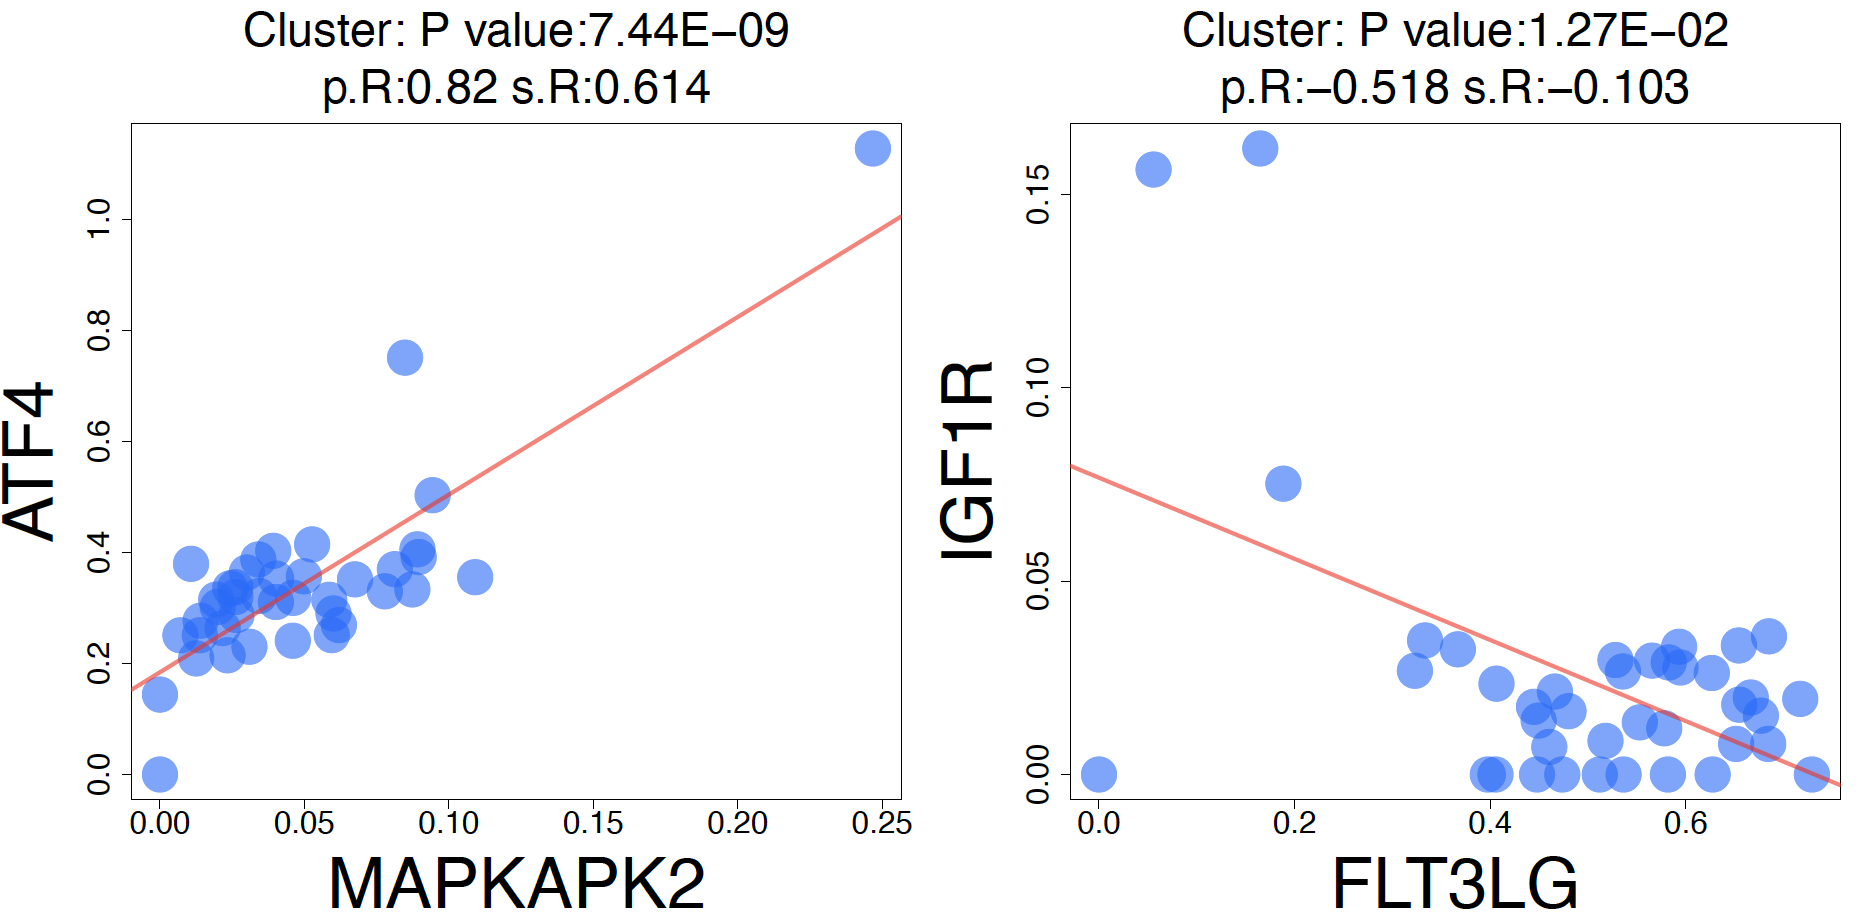 Cluster: P value:7.44E−09
p.R:0.82 s.R:0.614
ATF4
1.0
0.8
0.6
0.4
0.2
0.0
0.00 0.05 0.10 0.15 0.20 0.25
MAPKAPK2
Cluster: P value:1.27E−02
p.R:−0.518 s.R:−0.103
IGF1R
0.15
0.10
0.05
0.00
0.0 0.2 0.4 0.6
FLT3LG